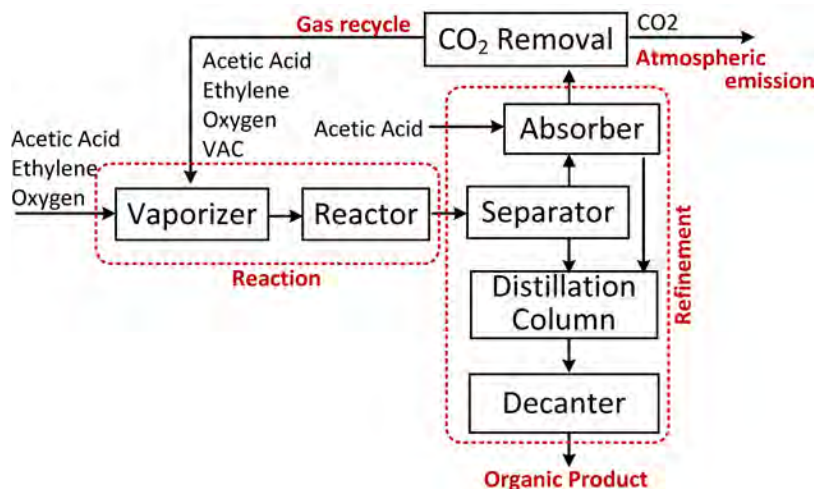 Gas recycle
CO₂ Removal
CO2
Atmospheric
emission
Acetic Acid
Ethylene
Oxygen
VAC
Acetic Acid
Absorber
Acetic Acid
Ethylene
Oxygen
Vaporizer
Reactor
Separator
Reaction
Refinement
Distillation
Column
Decanter
Organic Product